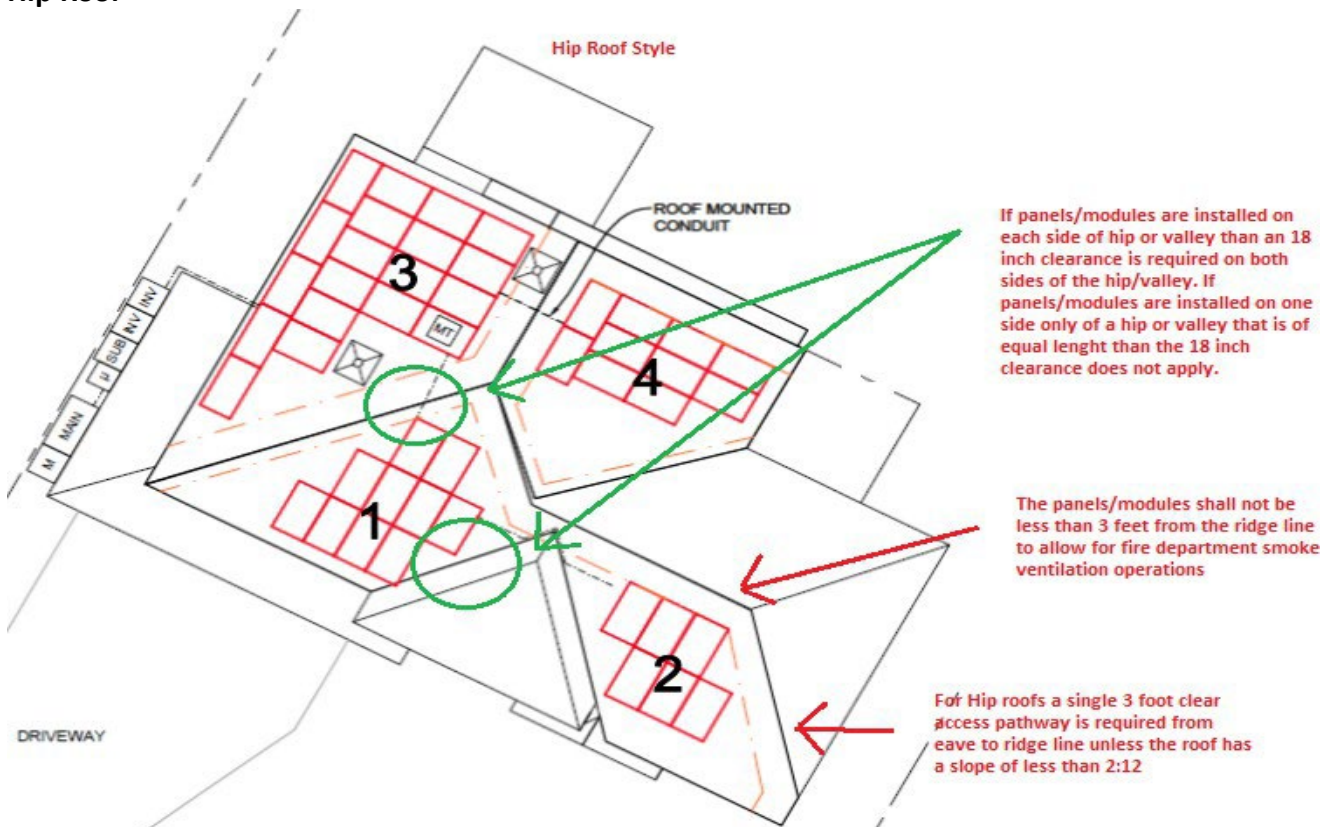 Hip Roof Style
ROOF MOUNTED
CONDUIT
3
MT
4
1
2
INV
INV
SUB
μ
MAIN
M
DRIVEWAY
If panels/modules are installed on
each side of hip or valley than an 18
inch clearance is required on both
sides of the hip/valley. If
panels/modules are installed on one
side only of a hip or valley that is of
equal lenght than the 18 inch
clearance does not apply.
The panels/modules shall not be
less than 3 feet from the ridge line
to allow for fire department smoke
ventilation operations
For Hip roofs a single 3 foot clear
access pathway is required from
eave to ridge line unless the roof has
a slope of less than 2:12